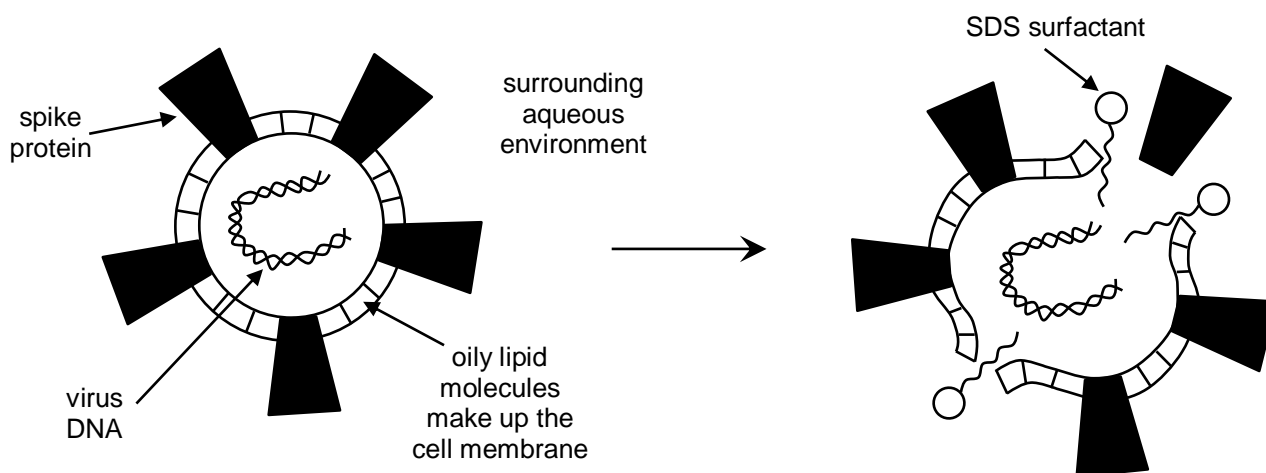 SDS surfactant
spike
protein
surrounding
aqueous
environment
virus
DNA
oily lipid
molecules
make up the
cell membrane